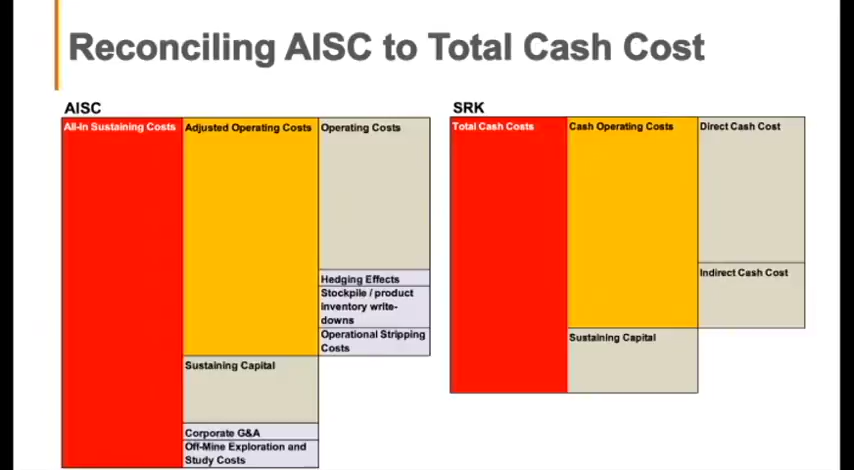 Reconciling AISC to Total Cash Cost
AISC
All-In Sustaining Costs
Adjusted Operating Costs
Operating Costs
Hedging Effects
Stockpile / product
inventory write-
downs
Operational Stripping
Costs
Sustaining Capital
Corporate G&A
Off-Mine Exploration and
Study Costs
SRK
Total Cash Costs
Cash Operating Costs
Direct Cash Cost
Indirect Cash Cost
Sustaining Capital